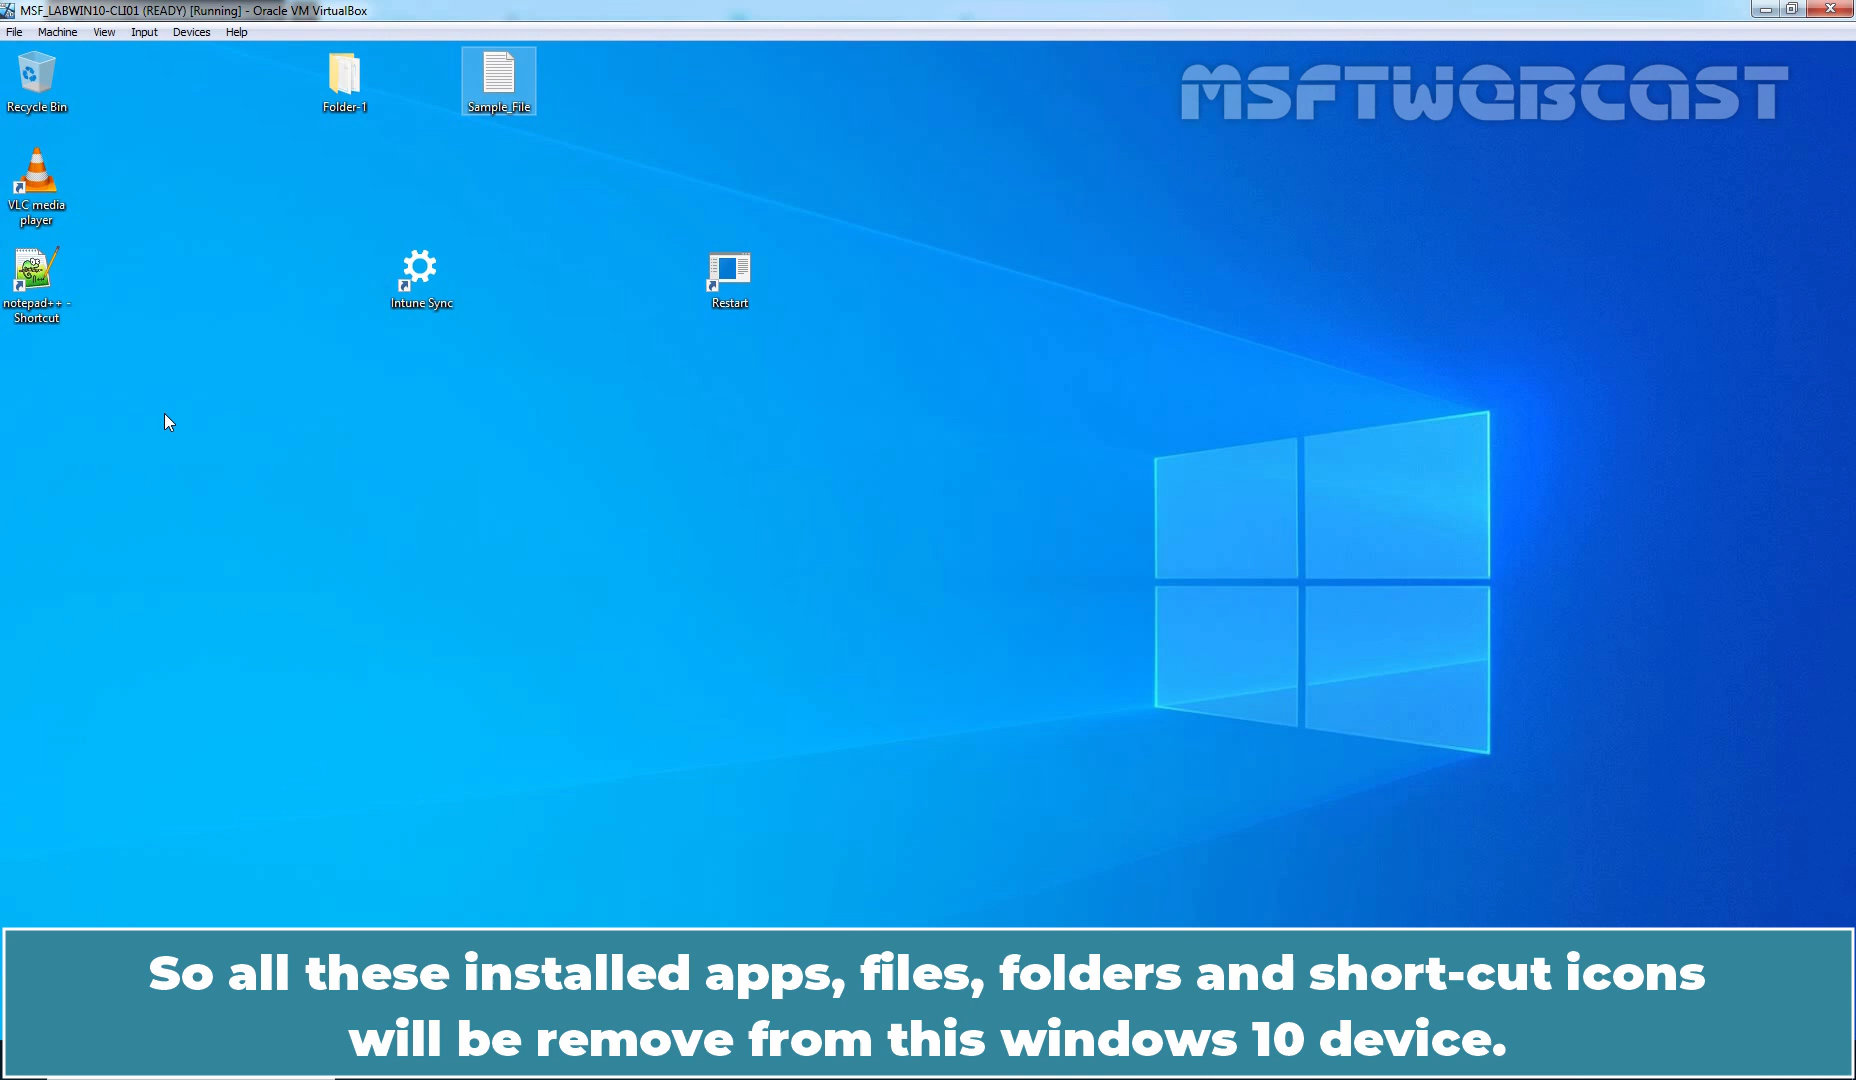 MSF_LABWIN10-CLI01 (READY) [Running] - Oracle VM VirtualBox
File Machine View Input Devices Help
MSFTWEBCAST
Recycle Bin
Folder-1
Sample_File
VLC media
player
notepad++ -
Shortcut
Intune Sync
Restart
So all these installed apps, files, folders and short-cut icons
will be remove from this windows 10 device.